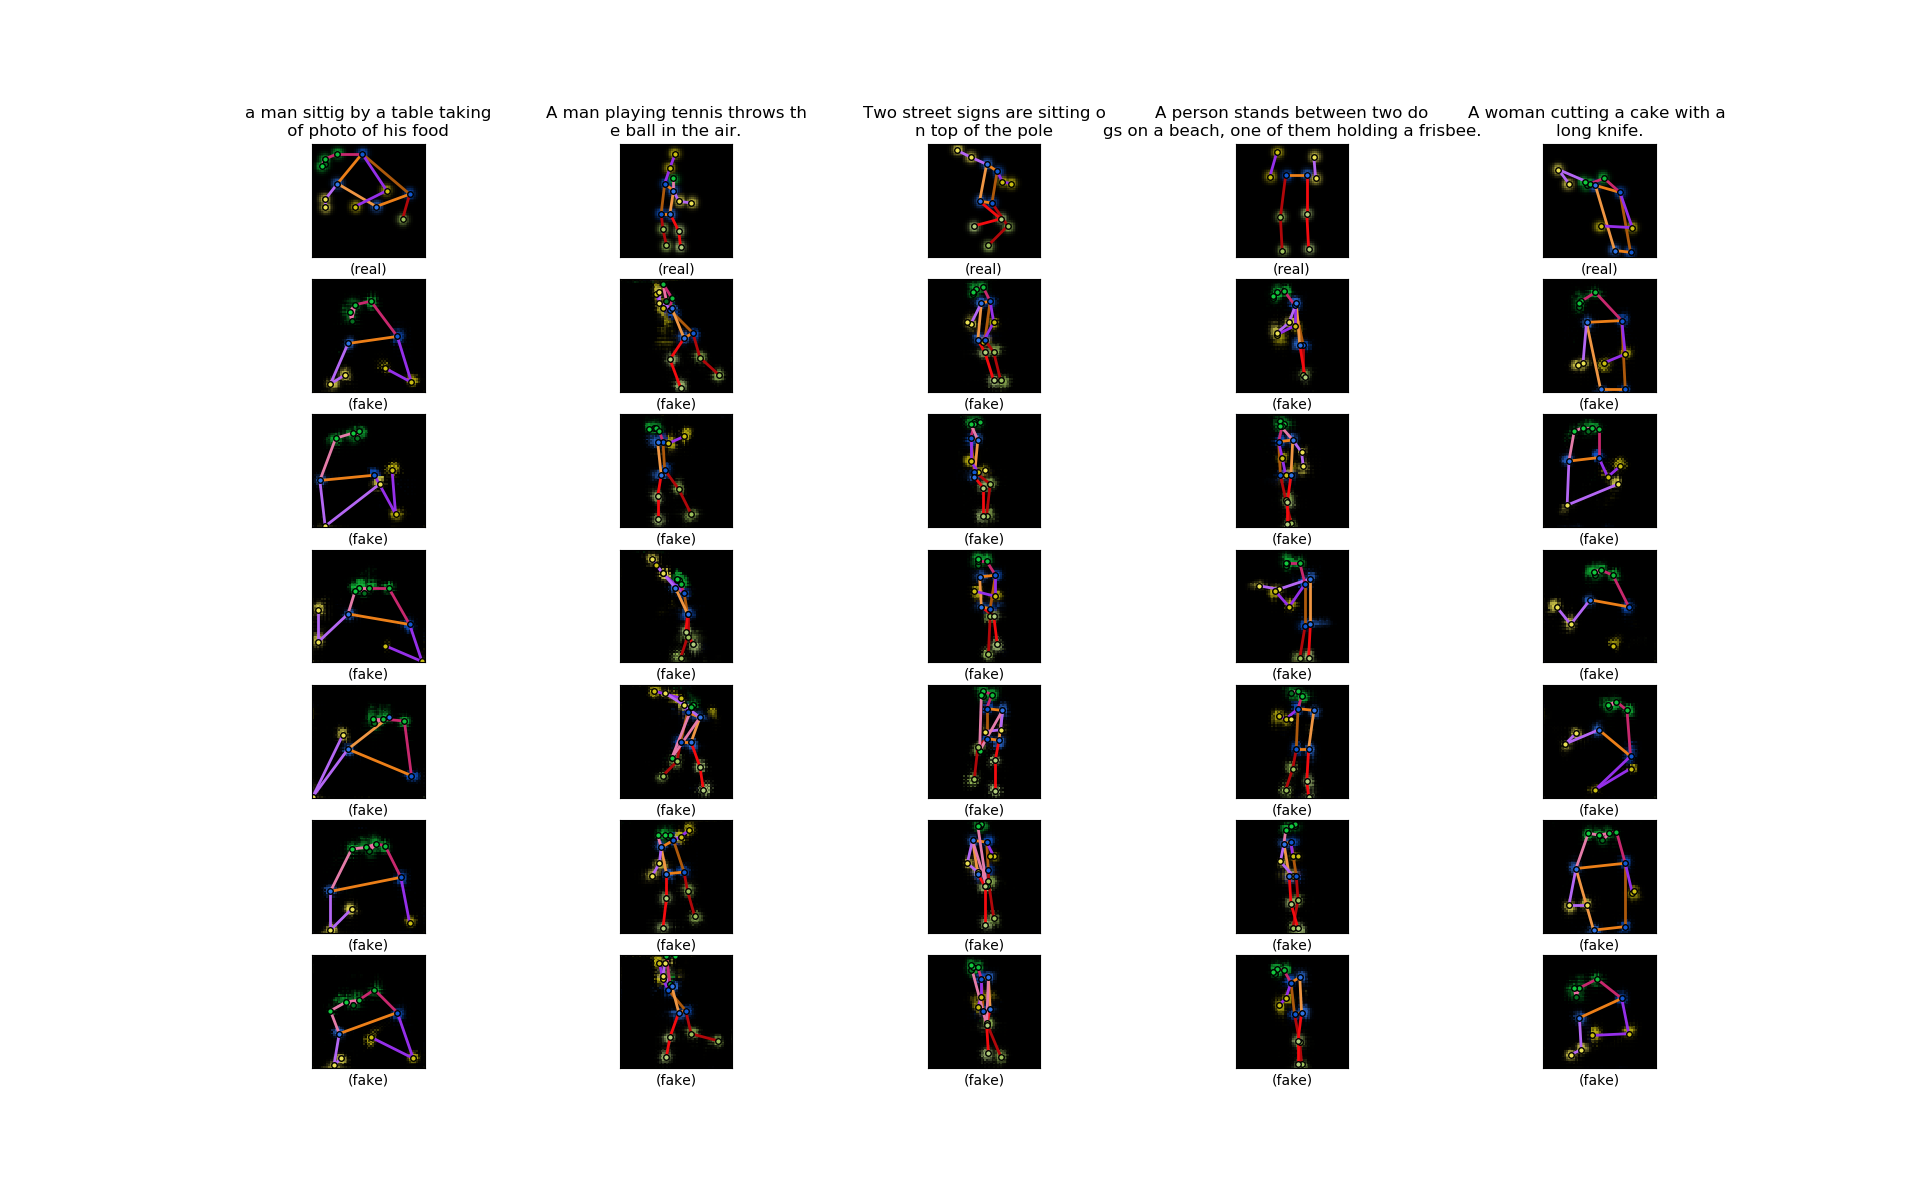 a man sittig by a table taking
of photo of his food
A man playing tennis throws th
e ball in the air.
Two street signs are sitting o
n top of the pole
A person stands between two do
gs on a beach, one of them holding a frisbee.
A woman cutting a cake with a
long knife.
(real) (real) (real) (real) (real)
(fake) (fake) (fake) (fake) (fake)
(fake) (fake) (fake) (fake) (fake)
(fake) (fake) (fake) (fake) (fake)
(fake) (fake) (fake) (fake) (fake)
(fake) (fake) (fake) (fake) (fake)
(fake) (fake) (fake) (fake) (fake)